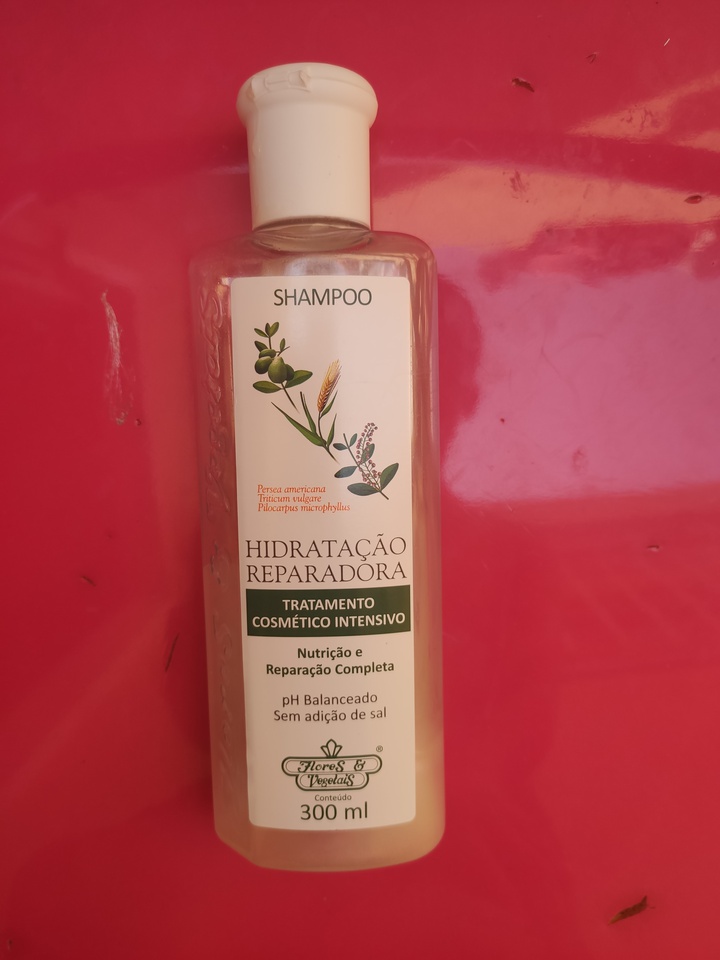 SHAMPOO
Persea americana
Triticum vulgare
Pilocarpus microphyllus
HIDRATAÇÃO
REPARADORA
TRATAMENTO
COSMÉTICO INTENSIVO
Nutrição e
Reparação Completa
pH Balanceado
Sem adição de sal
Flores & ®
Vegetais
Conteúdo
300 ml